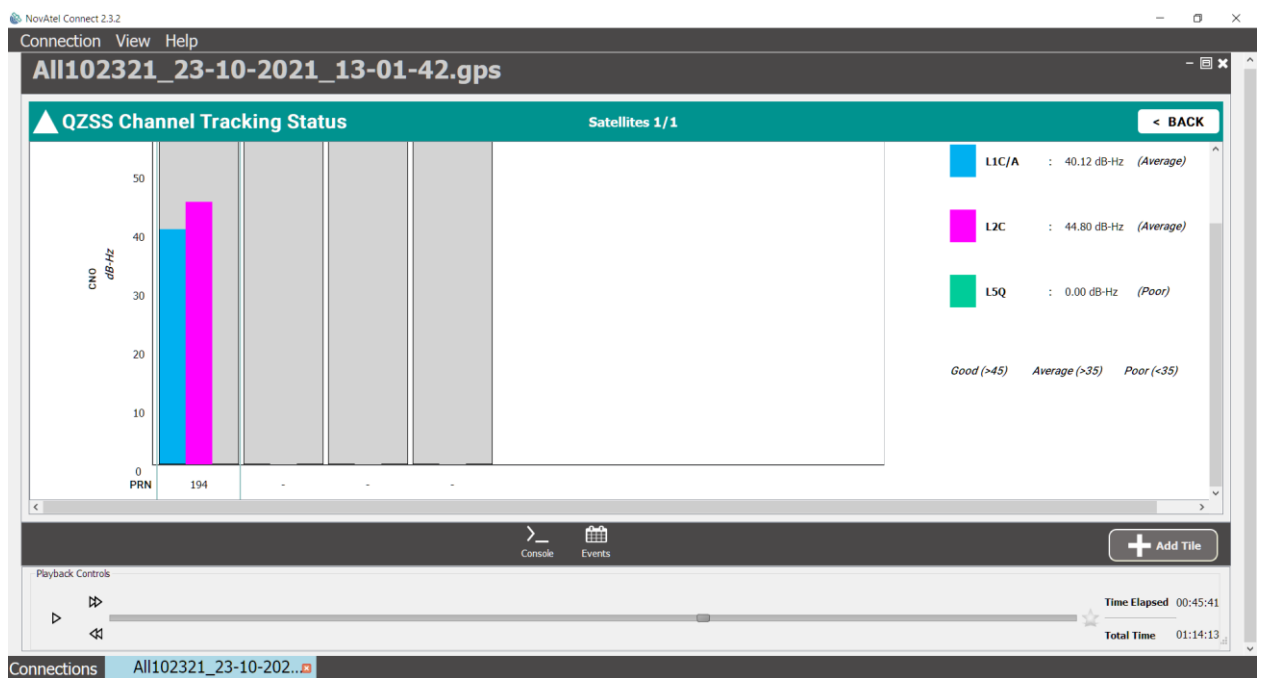 NovAtel Connect 2.3.2
Connection View Help
All102321_23-10-2021_13-01-42.gps
QZSS Channel Tracking Status Satellites 1/1 < BACK
50
40
30
20
10
0
CNO
dB-Hz
PRN 194 - - -
L1C/A : 40.12 dB-Hz (Average)
L2C : 44.80 dB-Hz (Average)
L5Q : 0.00 dB-Hz (Poor)
Good (>45) Average (>35) Poor (<35)
Console Events Add Tile
Playback Controls
Time Elapsed 00:45:41
Total Time 01:14:13
Connections All102321_23-10-202...